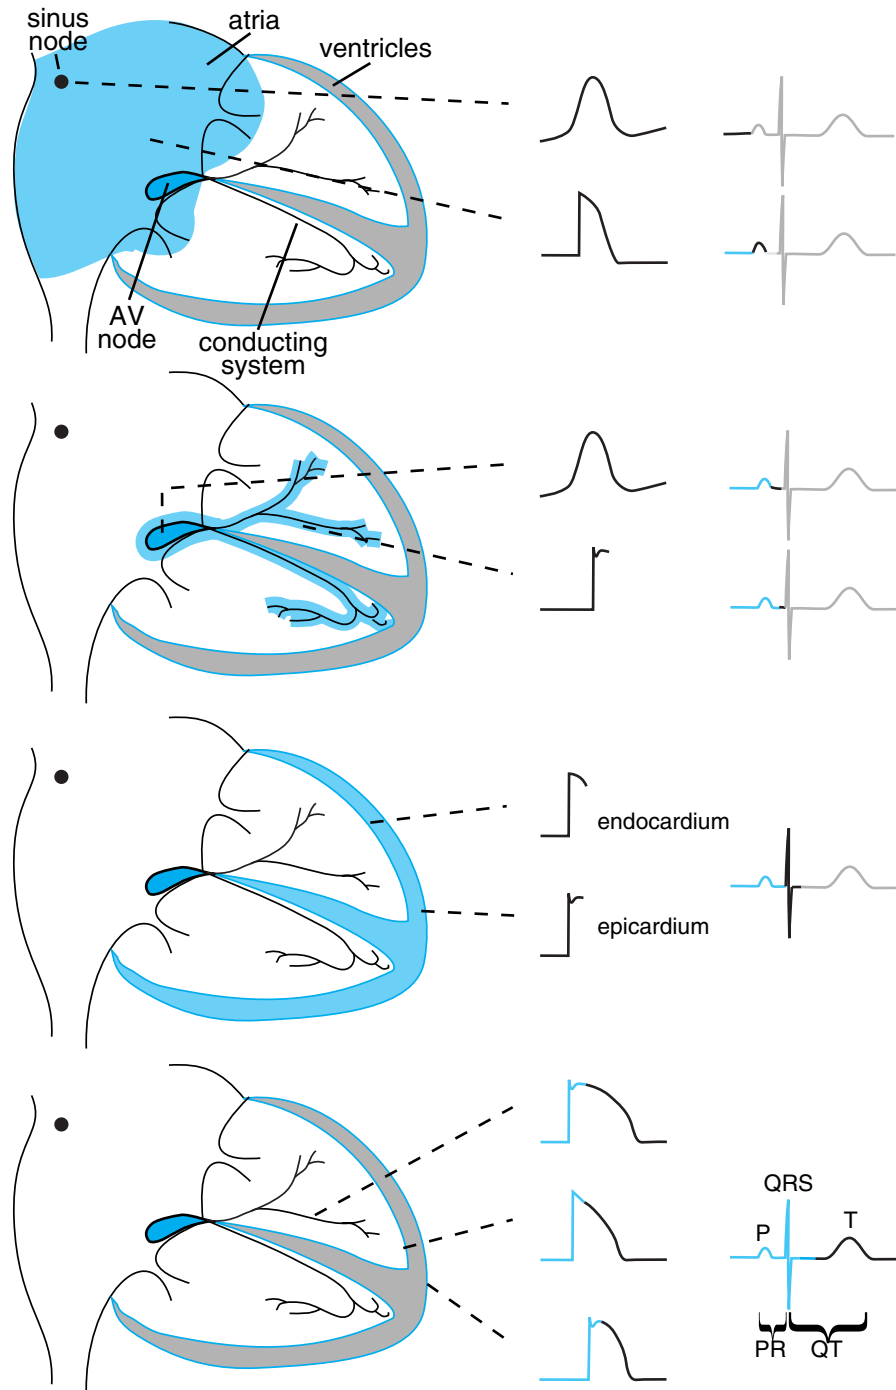 sinus
node
atria
ventricles
AV
node
conducting
system
endocardium
epicardium
QRS
P
T
PR
QT